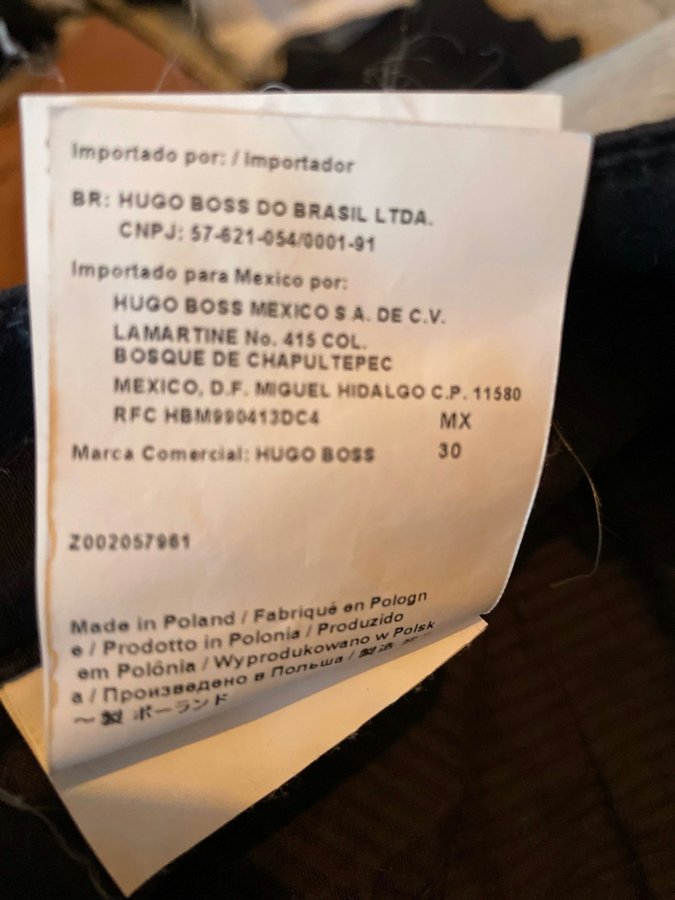 Importado por: / Importador
BR: HUGO BOSS DO BRASIL LTDA.
CNPJ: 57-621-054/0001-91
Importado para Mexico por:
HUGO BOSS MEXICO S A. DE C.V.
LAMARTINE No. 415 COL.
BOSQUE DE CHAPULTEPEC
MEXICO, D.F. MIGUEL HIDALGO C.P. 11580
RFC HBM990413DC4 MX
Marca Comercial: HUGO BOSS 30
Z002057961
Made in Poland / Fabriqué en Pologn
e / Prodotto in Polonia / Produzido
em Polônia / Wyprodukowano w Polsk
a / Произведено в Польша / 製造
～製 ポーランド